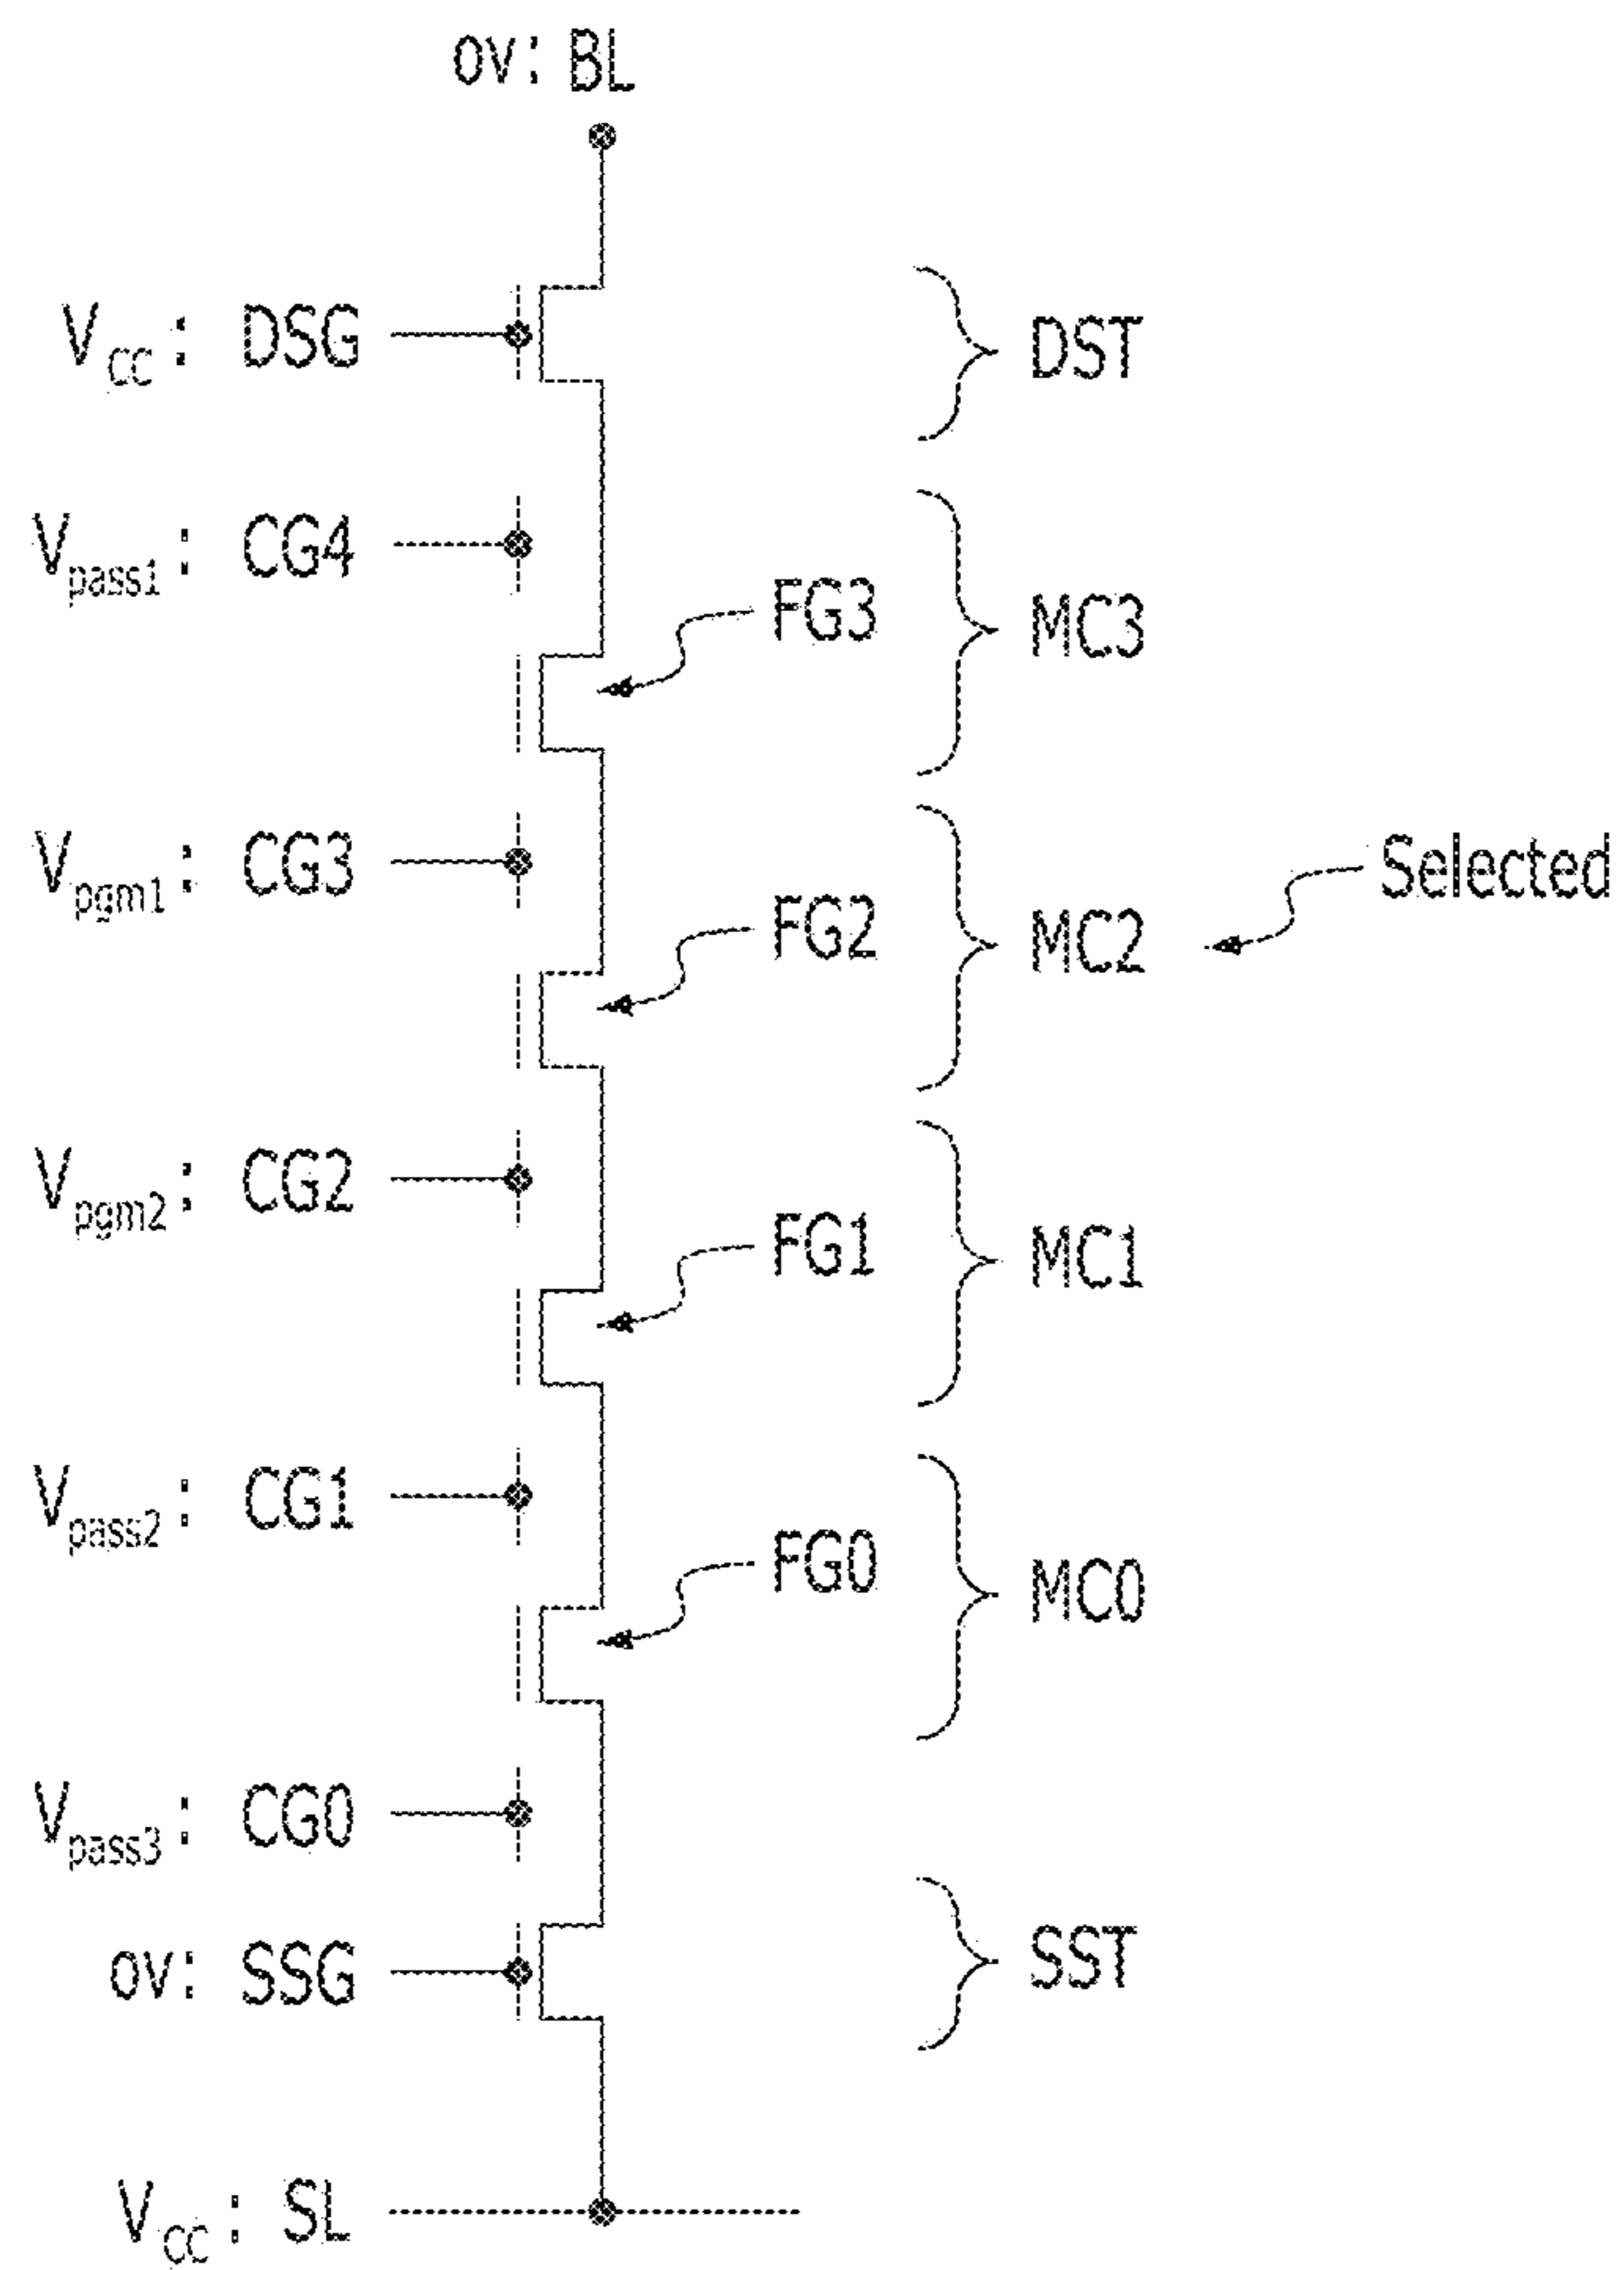 0V: BL
VCC: DSG
DST
Vpass1: CG4
FG3
MC3
Vpgm1: CG3
Selected
FG2
MC2
Vpgm2: CG2
FG1
MC1
Vpass2: CG1
FG0
MC0
Vpass3: CG0
0V: SSG
SST
VCC: SL